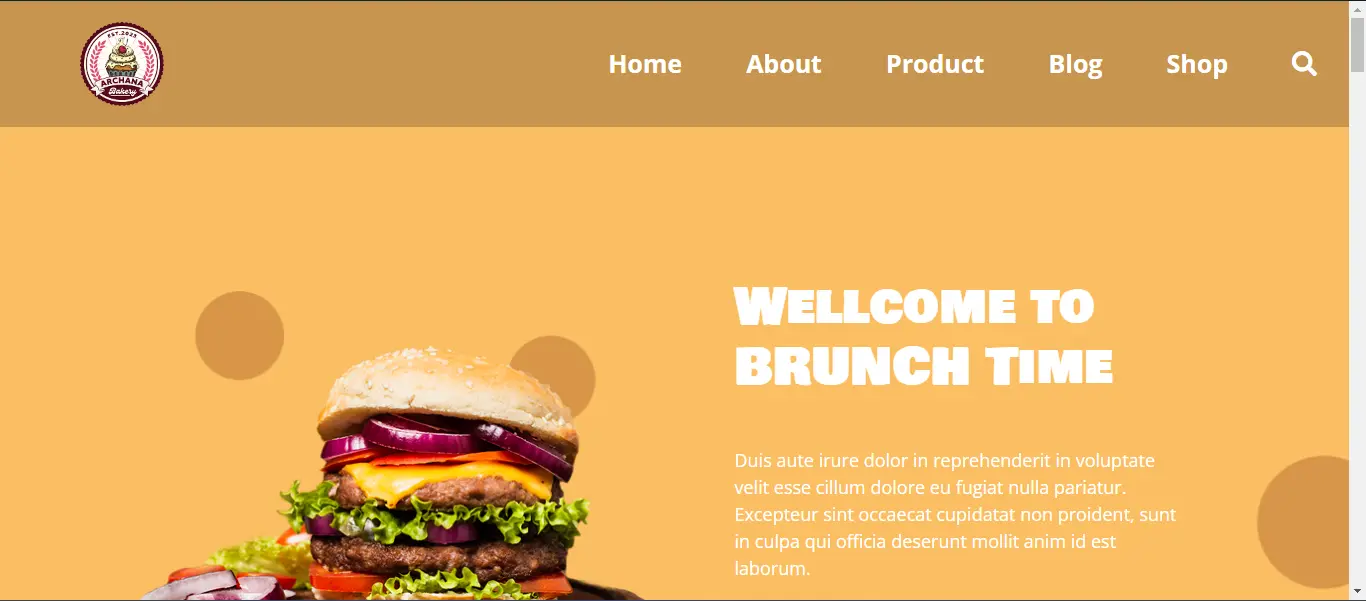 EST.2025
ARCHANA
Bakery
Home About Product Blog Shop
Wellcome to
BRUNCH Time
Duis aute irure dolor in reprehenderit in voluptate
velit esse cillum dolore eu fugiat nulla pariatur.
Excepteur sint occaecat cupidatat non proident, sunt
in culpa qui officia deserunt mollit anim id est
laborum.